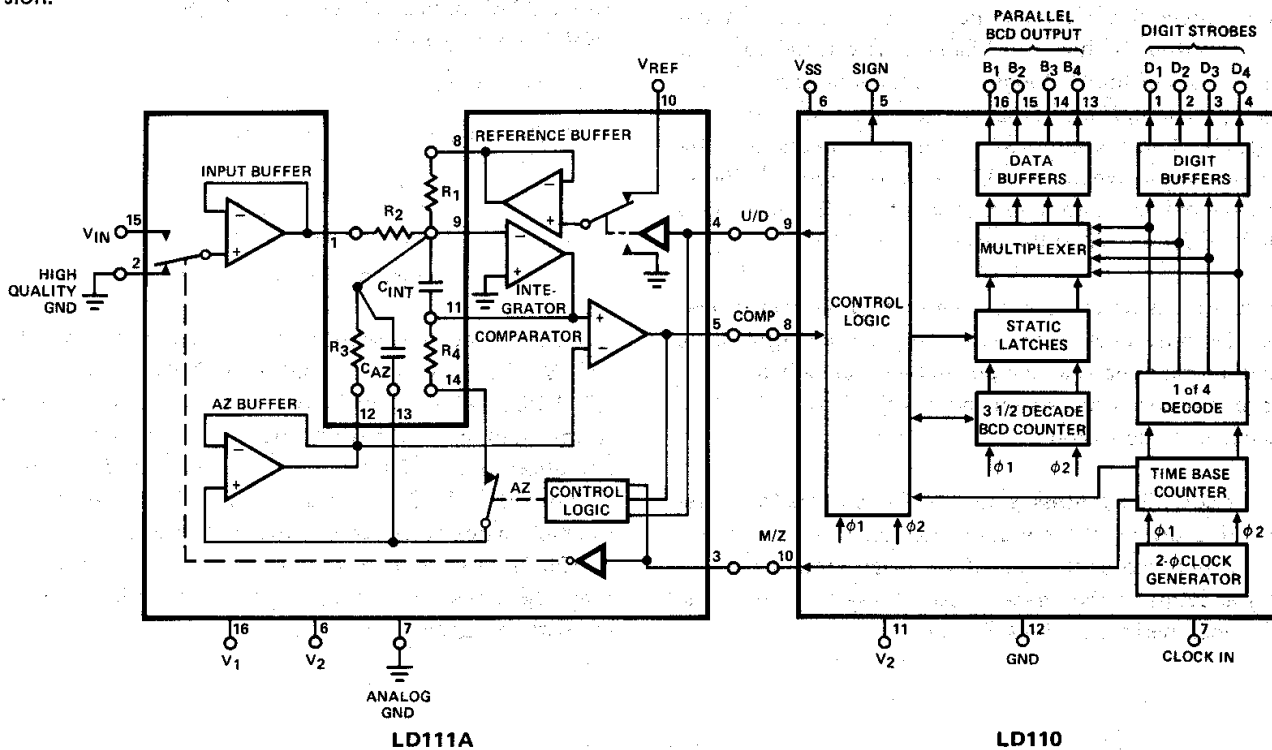 SION.
PARALLEL
BCD OUTPUT
DIGIT STROBES
VREF
10
VSS
6
SIGN
5
B1 B2 B3 B4
16 15 14 13
D1 D2 D3 D4
1 2 3 4
8
REFERENCE BUFFER
INPUT BUFFER
DATA
BUFFERS
DIGIT
BUFFERS
R1
−
+
−
+
R2
9
4
U/D
9
15
VIN
1
−
+
2
HIGH
QUALITY
GND
MULTIPLEXER
CINT
INTE-
GRATOR
11
CONTROL
LOGIC
COMPARATOR
+
−
5
COMP
8
STATIC
LATCHES
R3
R4
CAZ
14
1 of 4
DECODE
12
13
AZ BUFFER
3 1/2 DECADE
BCD COUNTER
−
+
ϕ1
ϕ2
TIME BASE
COUNTER
AZ
CONTROL
LOGIC
ϕ1
ϕ2
ϕ1
ϕ2
3
M/Z
10
2-ϕ CLOCK
GENERATOR
16
V1
6
V2
7
ANALOG
GND
11
V2
12
GND
7
CLOCK IN
LD111A
LD110